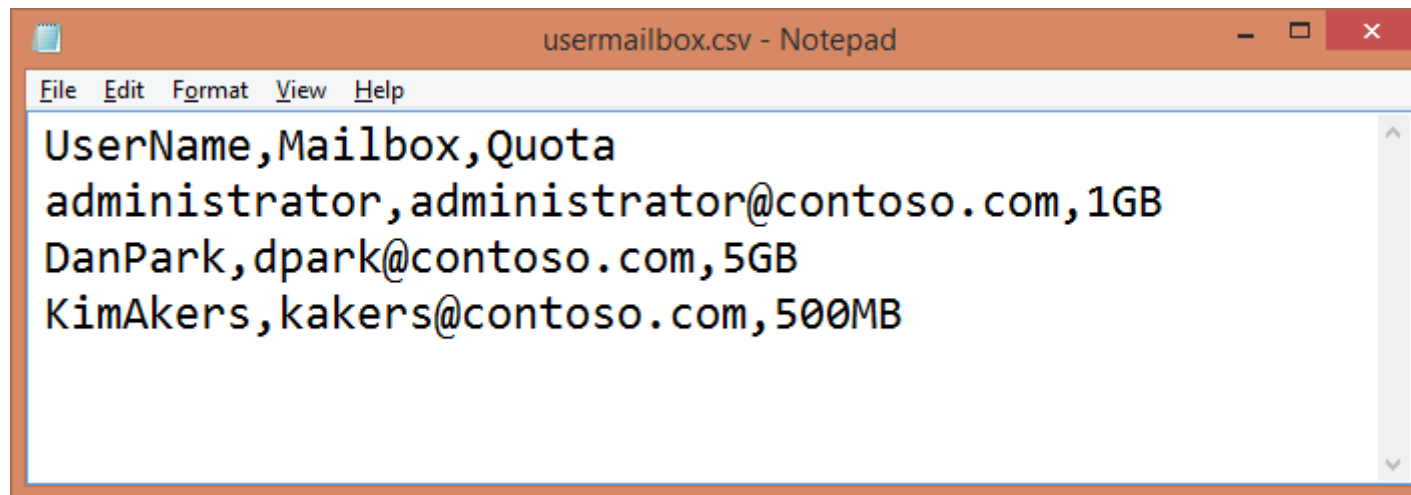 usermailbox.csv - Notepad
File Edit Format View Help
UserName,Mailbox,Quota
administrator,administrator@contoso.com,1GB
DanPark,dpark@contoso.com,5GB
KimAkers,kakers@contoso.com,500MB